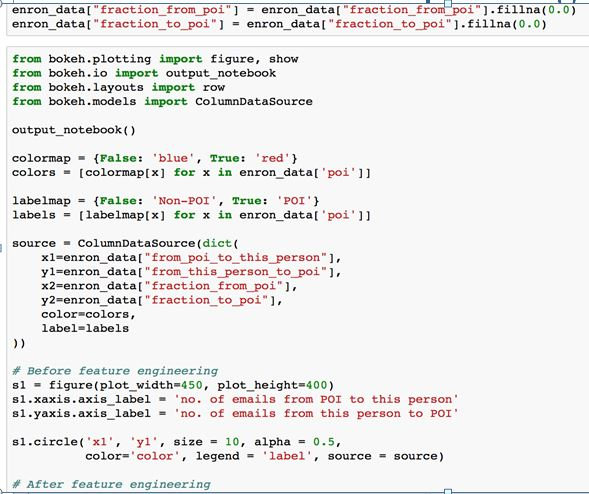 enron_data["fraction_from_poi"] = enron_data["fraction_from_poi"].fillna(0.0)
enron_data["fraction_to_poi"] = enron_data["fraction_to_poi"].fillna(0.0)
from bokeh.plotting import figure, show
from bokeh.io import output_notebook
from bokeh.layouts import row
from bokeh.models import ColumnDataSource
output_notebook()
colormap = {False: 'blue', True: 'red'}
colors = [colormap[x] for x in enron_data['poi']]
labelmap = {False: 'Non-POI', True: 'POI'}
labels = [labelmap[x] for x in enron_data['poi']]
source = ColumnDataSource(dict(
    x1=enron_data["from_poi_to_this_person"],
    y1=enron_data["from_this_person_to_poi"],
    x2=enron_data["fraction_from_poi"],
    y2=enron_data["fraction_to_poi"],
    color=colors,
    label=labels
))
# Before feature engineering
s1 = figure(plot_width=450, plot_height=400)
s1.xaxis.axis_label = 'no. of emails from POI to this person'
s1.yaxis.axis_label = 'no. of emails from this person to POI'
s1.circle('x1', 'y1', size = 10, alpha = 0.5,
          color='color', legend = 'label', source = source)
# After feature engineering